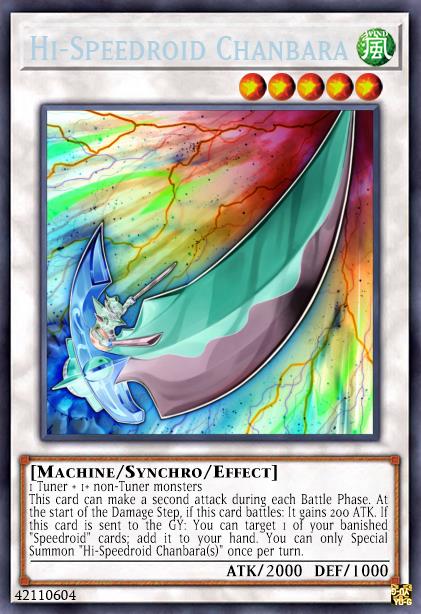 Hi-Speedroid Chanbara
WIND
風
[Machine/Synchro/Effect]
1 Tuner + 1+ non-Tuner monsters
This card can make a second attack during each Battle Phase. At
the start of the Damage Step, if this card battles: It gains 200 ATK. If
this card is sent to the GY: You can target 1 of your banished
"Speedroid" cards; add it to your hand. You can only Special
Summon "Hi-Speedroid Chanbara(s)" once per turn.
ATK/2000 DEF/1000
42110604